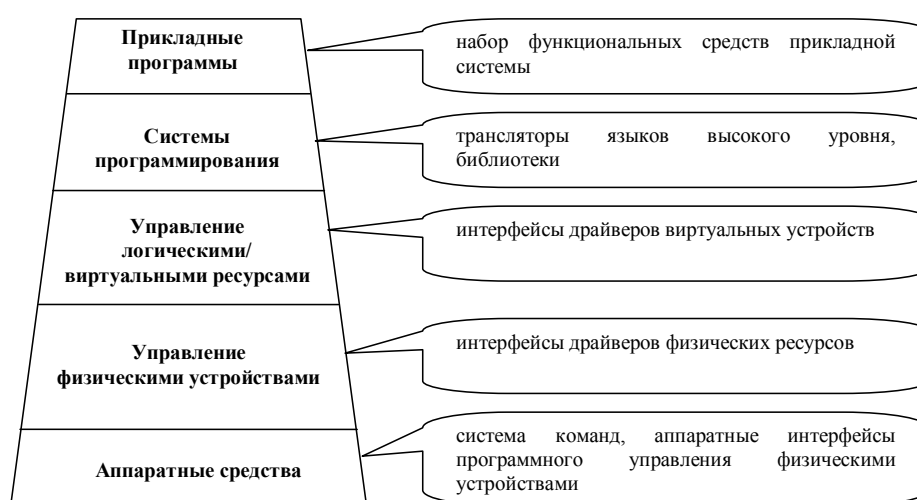 Прикладные
программы
набор функциональных средств прикладной
системы
Системы
программирования
трансляторы языков высокого уровня,
библиотеки
Управление
логическими/
виртуальными ресурсами
интерфейсы драйверов виртуальных устройств
Управление
физическими устройствами
интерфейсы драйверов физических ресурсов
Аппаратные средства
система команд, аппаратные интерфейсы
программного управления физическими
устройствами